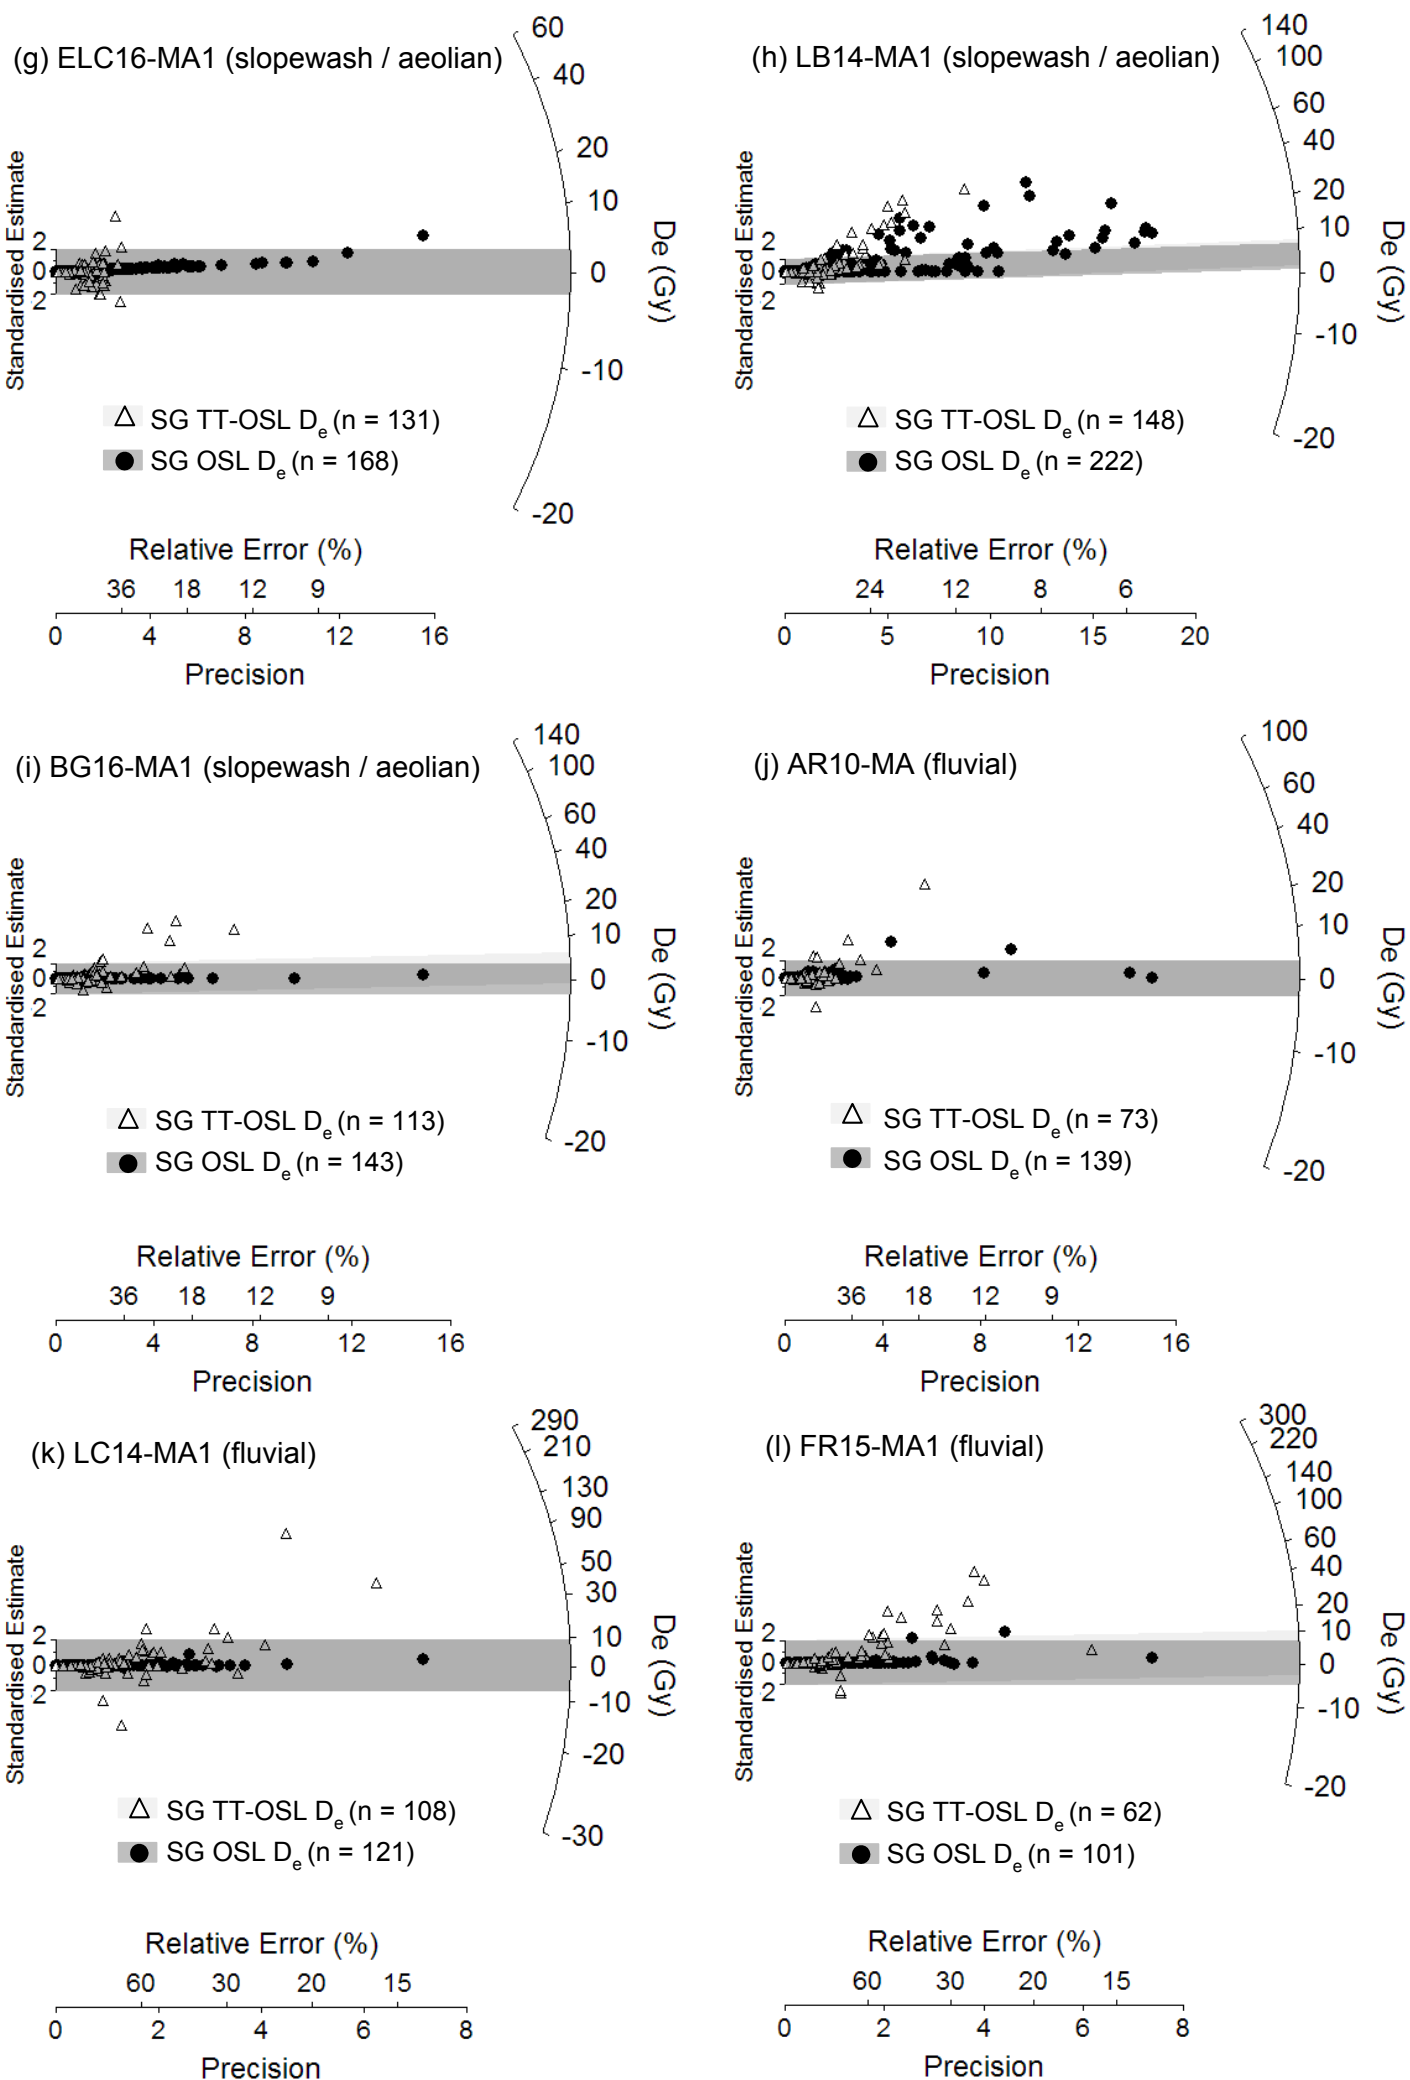 (g) ELC16-MA1 (slopewash / aeolian)
60
40
20
10
0
-10
-20
De (Gy)
Standardised Estimate
2
0
-2
SG TT-OSL De (n = 131)
SG OSL De (n = 168)
Relative Error (%)
36 18 12 9
0 4 8 12 16
Precision
(h) LB14-MA1 (slopewash / aeolian)
140
100
60
40
20
10
0
-10
-20
De (Gy)
Standardised Estimate
2
0
-2
SG TT-OSL De (n = 148)
SG OSL De (n = 222)
Relative Error (%)
24 12 8 6
0 5 10 15 20
Precision
(i) BG16-MA1 (slopewash / aeolian)
140
100
60
40
20
10
0
-10
-20
De (Gy)
Standardised Estimate
2
0
-2
SG TT-OSL De (n = 113)
SG OSL De (n = 143)
Relative Error (%)
36 18 12 9
0 4 8 12 16
Precision
(j) AR10-MA (fluvial)
100
60
40
20
10
0
-10
-20
De (Gy)
Standardised Estimate
2
0
-2
SG TT-OSL De (n = 73)
SG OSL De (n = 139)
Relative Error (%)
36 18 12 9
0 4 8 12 16
Precision
(k) LC14-MA1 (fluvial)
290
210
130
90
50
30
10
0
-10
-20
-30
De (Gy)
Standardised Estimate
2
0
-2
SG TT-OSL De (n = 108)
SG OSL De (n = 121)
Relative Error (%)
60 30 20 15
0 2 4 6 8
Precision
(l) FR15-MA1 (fluvial)
300
220
140
100
60
40
20
10
0
-10
-20
De (Gy)
Standardised Estimate
2
0
-2
SG TT-OSL De (n = 62)
SG OSL De (n = 101)
Relative Error (%)
60 30 20 15
0 2 4 6 8
Precision